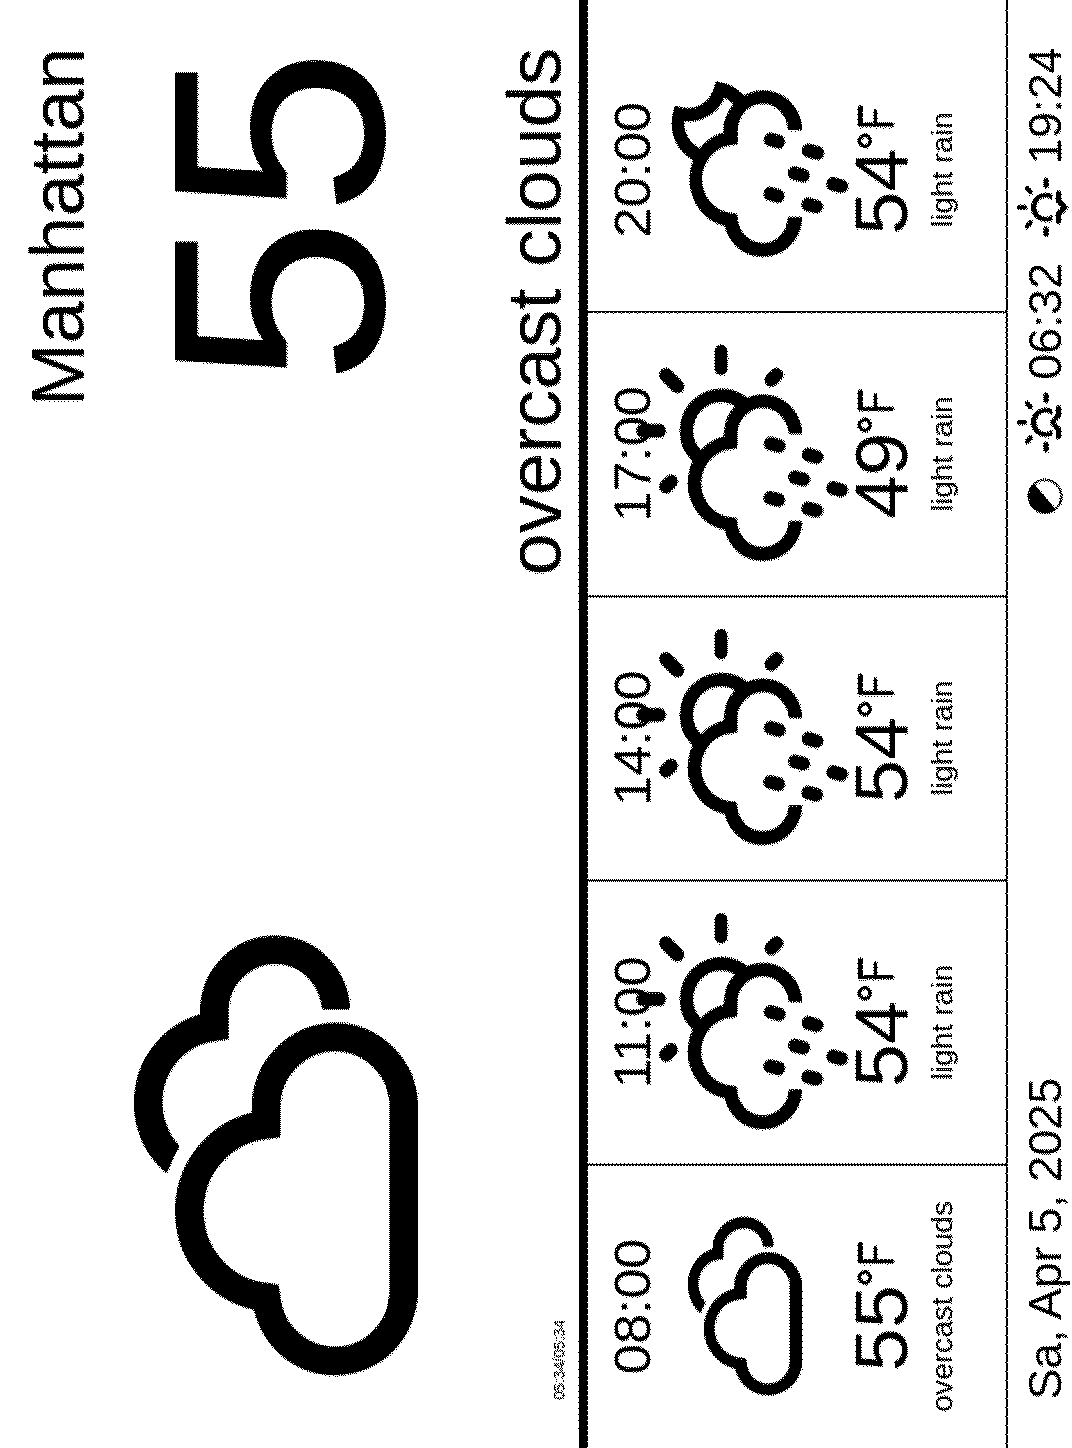 Manhattan
55
overcast clouds
05:34/05:34
08:00
55°F
overcast clouds
11:00
54°F
light rain
14:00
54°F
light rain
17:00
49°F
light rain
20:00
54°F
light rain
Sa, Apr 5, 2025
06:32
19:24